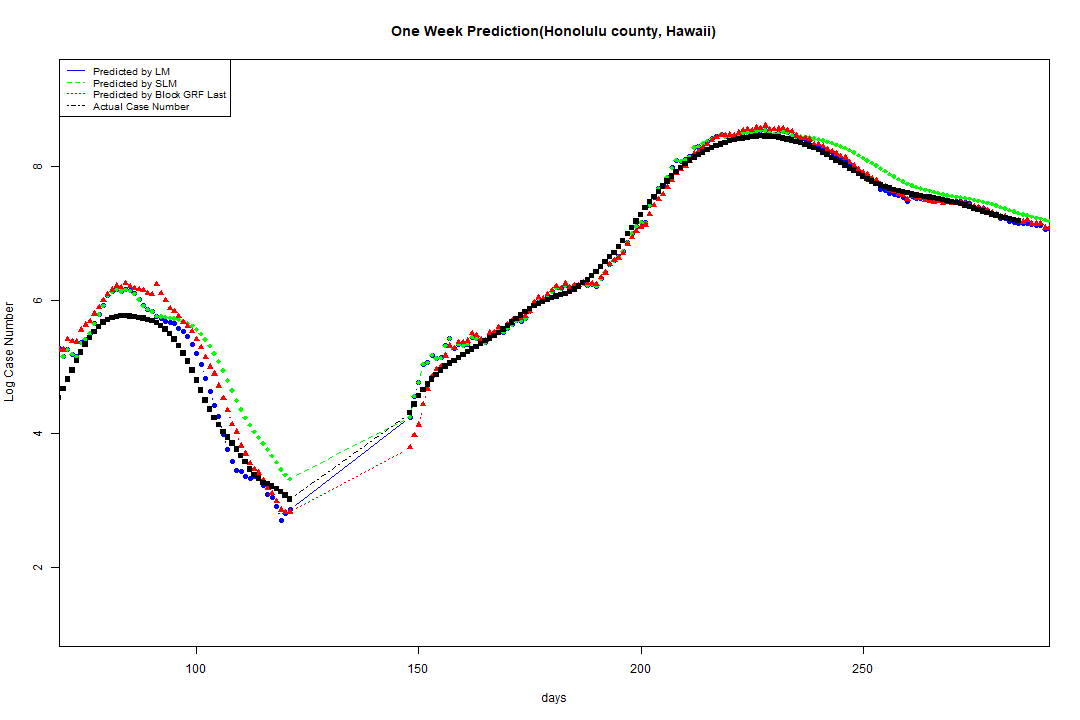 One Week Prediction(Honolulu county, Hawaii)
Predicted by LM
Predicted by SLM
Predicted by Block GRF Last
Actual Case Number
8
6
4
2
Log Case Number
100 150 200 250
days